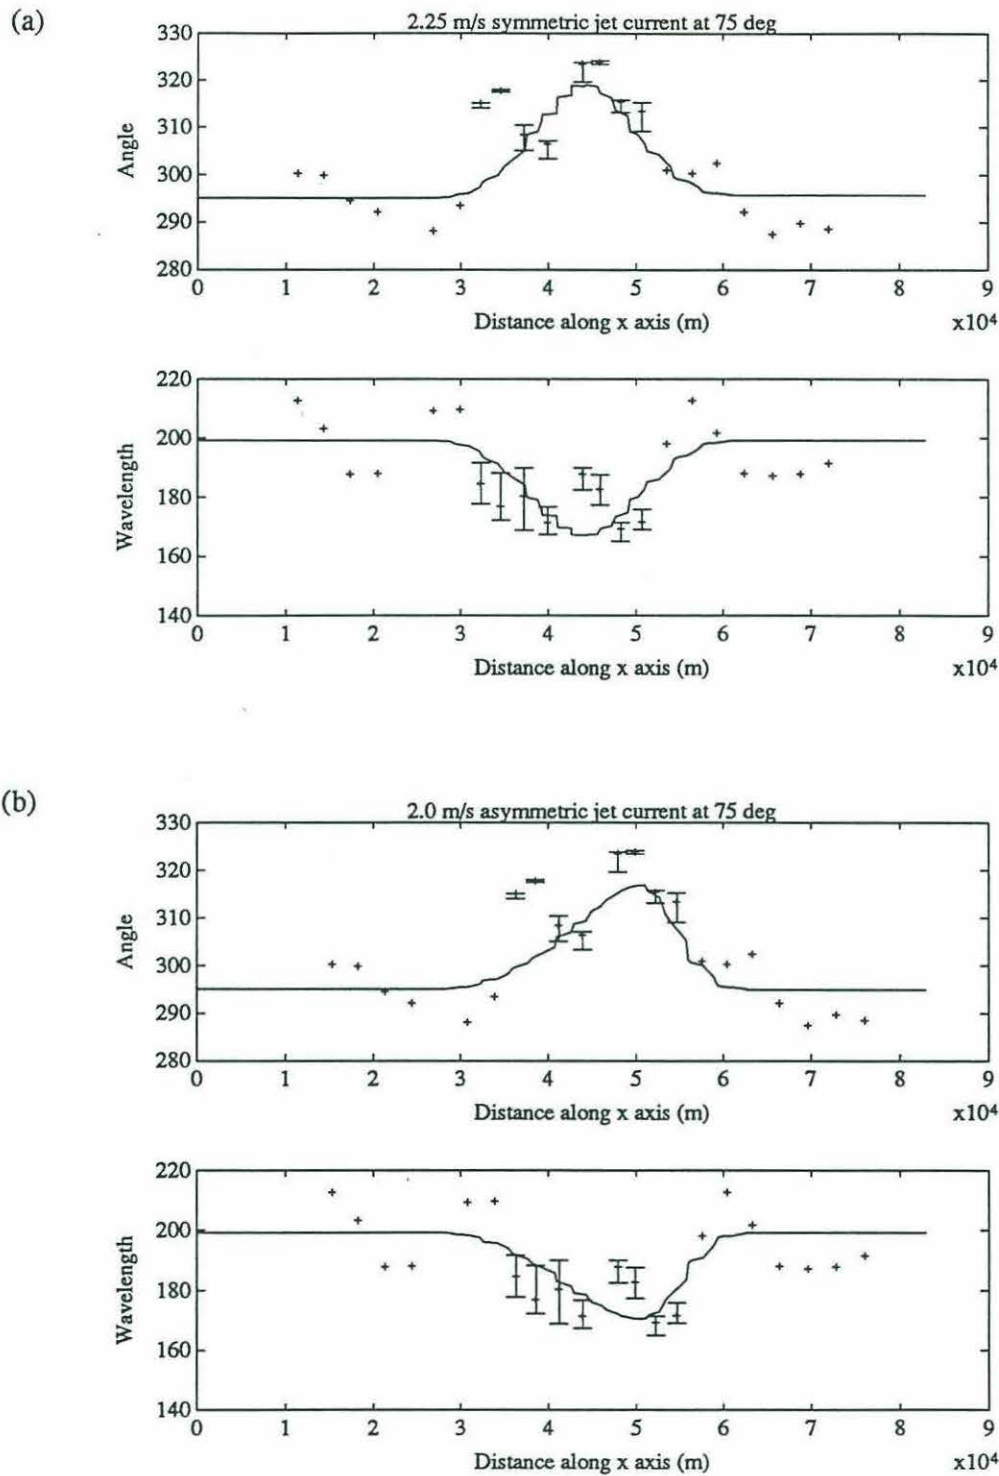 (a)
2.25 m/s symmetric jet current at 75 deg
330
320
310
300
290
280
Angle
0 1 2 3 4 5 6 7 8 9
Distance along x axis (m)
x10⁴
220
200
180
160
140
Wavelength
0 1 2 3 4 5 6 7 8 9
Distance along x axis (m)
x10⁴
(b)
2.0 m/s asymmetric jet current at 75 deg
330
320
310
300
290
280
Angle
0 1 2 3 4 5 6 7 8 9
Distance along x axis (m)
x10⁴
220
200
180
160
140
Wavelength
0 1 2 3 4 5 6 7 8 9
Distance along x axis (m)
x10⁴